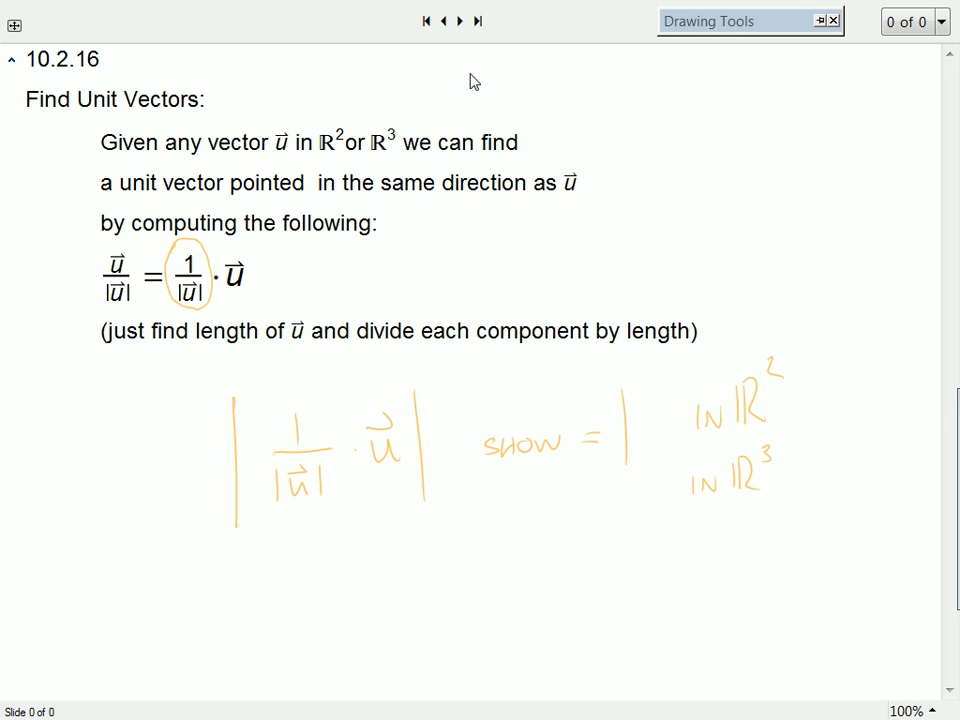 Drawing Tools
0 of 0
10.2.16
Find Unit Vectors:
Given any vector u⃗ in ℝ² or ℝ³ we can find
a unit vector pointed in the same direction as u⃗
by computing the following:
u⃗/|u⃗| = 1/|u⃗| · u⃗
(just find length of u⃗ and divide each component by length)
| 1/|u⃗| · u⃗ | SHOW = 1 IN ℝ²
IN ℝ³
Slide 0 of 0
100%